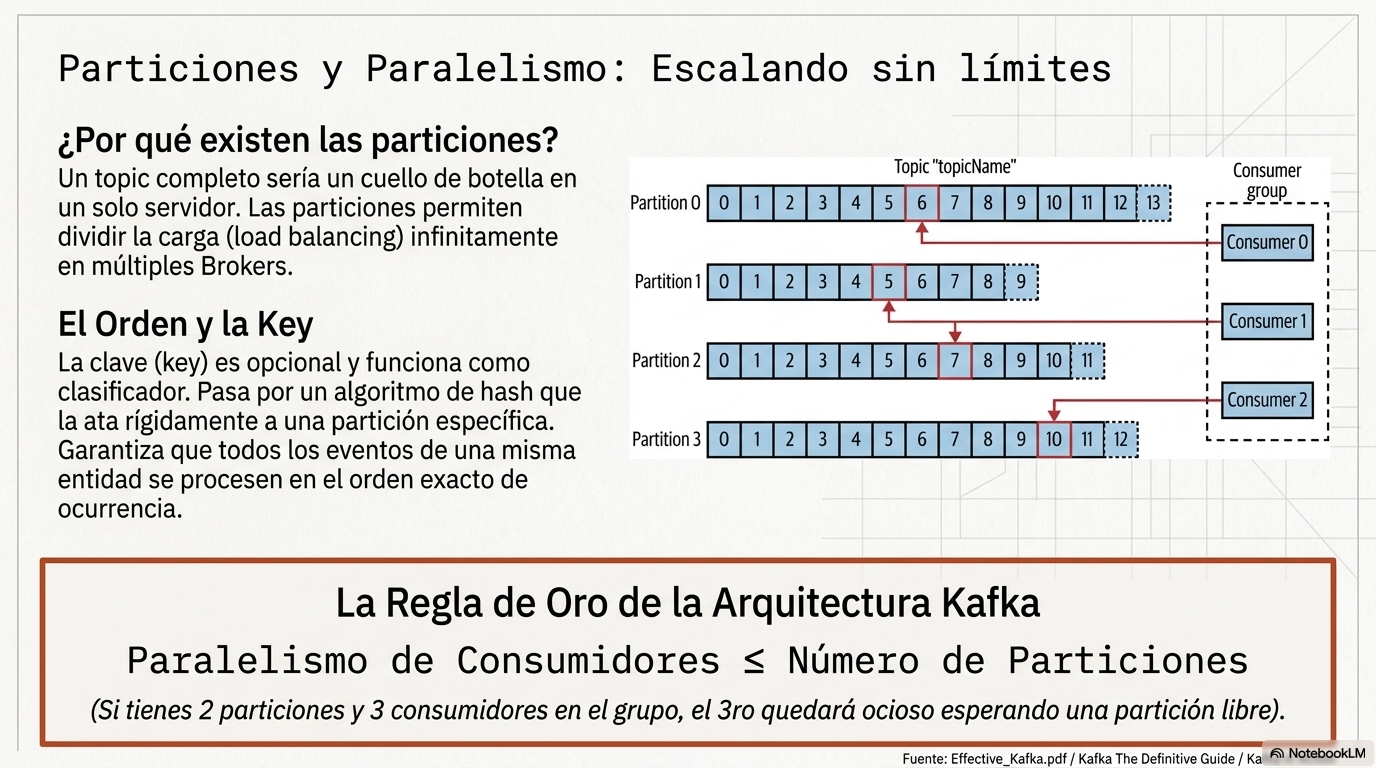 Particiones y Paralelismo: Escalando sin límites
¿Por qué existen las particiones?
Un topic completo sería un cuello de botella en
un solo servidor. Las particiones permiten
dividir la carga (load balancing) infinitamente
en múltiples Brokers.
El Orden y la Key
La clave (key) es opcional y funciona como
clasificador. Pasa por un algoritmo de hash que
la ata rígidamente a una partición específica.
Garantiza que todos los eventos de una misma
entidad se procesen en el orden exacto de
ocurrencia.
Topic "topicName"
Partition 0 0 1 2 3 4 5 6 7 8 9 10 11 12 13
Partition 1 0 1 2 3 4 5 6 7 8 9
Partition 2 0 1 2 3 4 5 6 7 8 9 10 11
Partition 3 0 1 2 3 4 5 6 7 8 9 10 11 12
Consumer
group
Consumer 0
Consumer 1
Consumer 2
La Regla de Oro de la Arquitectura Kafka
Paralelismo de Consumidores ≤ Número de Particiones
(Si tienes 2 particiones y 3 consumidores en el grupo, el 3ro quedará ocioso esperando una partición libre).
Fuente: Effective_Kafka.pdf / Kafka The Definitive Guide /
NotebookLM